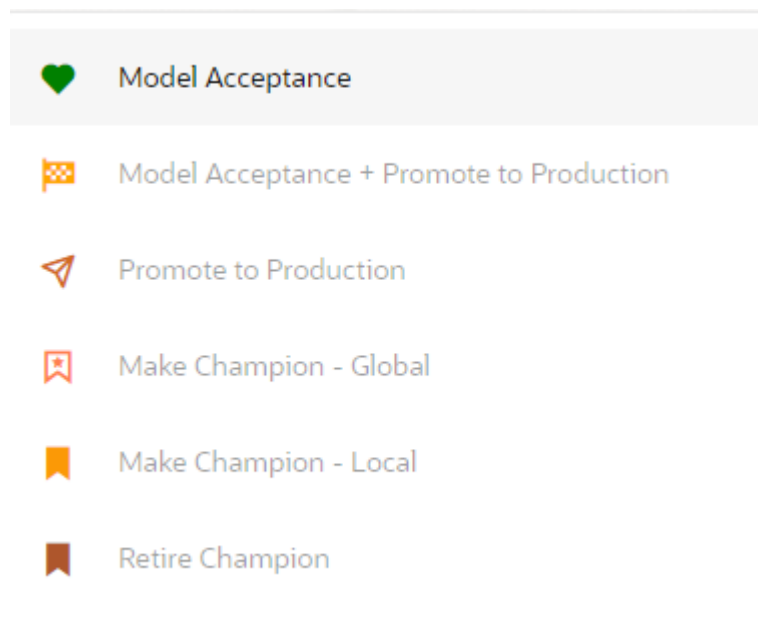 Model Acceptance
Model Acceptance + Promote to Production
Promote to Production
Make Champion - Global
Make Champion - Local
Retire Champion